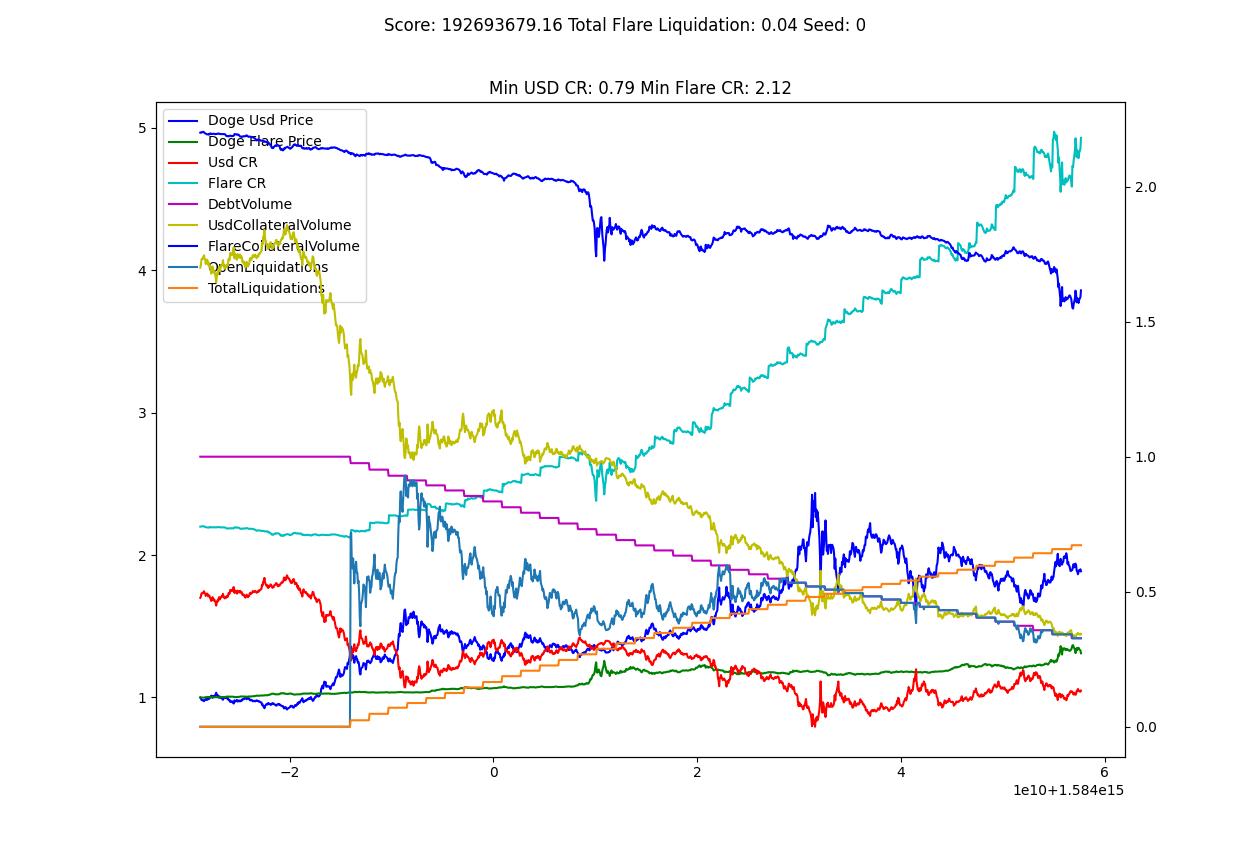 Score: 192693679.16 Total Flare Liquidation: 0.04 Seed: 0
Min USD CR: 0.79 Min Flare CR: 2.12
Doge Usd Price
Doge Flare Price
Usd CR
Flare CR
DebtVolume
UsdCollateralVolume
FlareCollateralVolume
OpenLiquidations
TotalLiquidations
5
4
3
2
1
2.0
1.5
1.0
0.5
0.0
−2
0
2
4
6
1e10+1.584e15